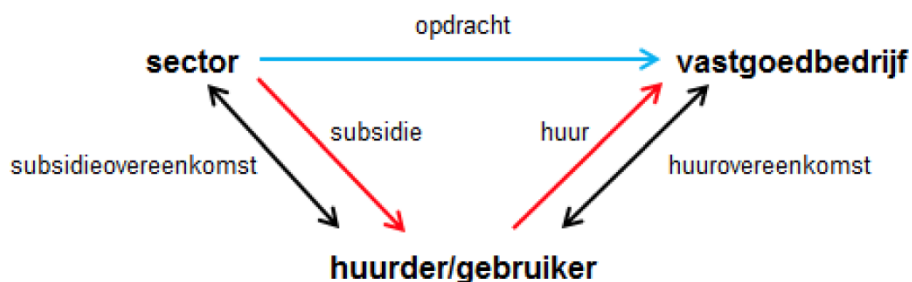 opdracht
sector
vastgoedbedrijf
subsidie
huur
subsidieovereenkomst
huurovereenkomst
huurder/gebruiker